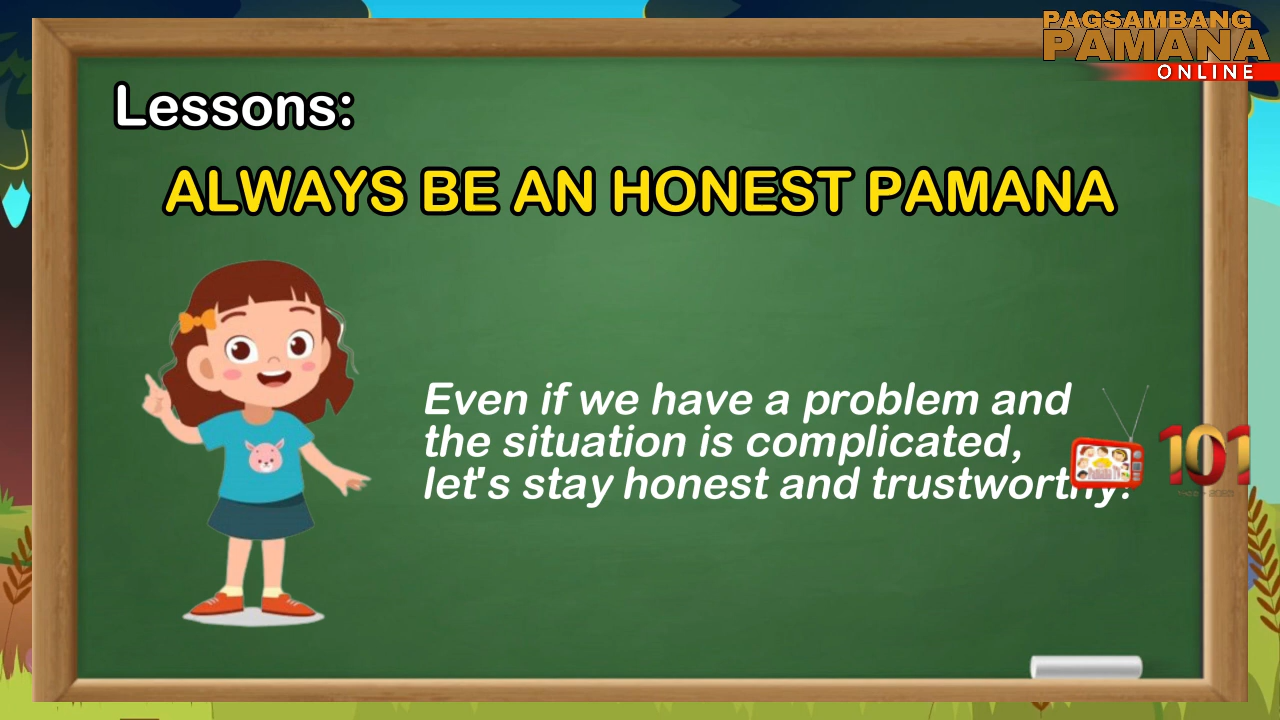 PAGSAMBANG
PAMANA
ONLINE
Lessons:
ALWAYS BE AN HONEST PAMANA
Even if we have a problem and
the situation is complicated,
let's stay honest and trustworthy.
101